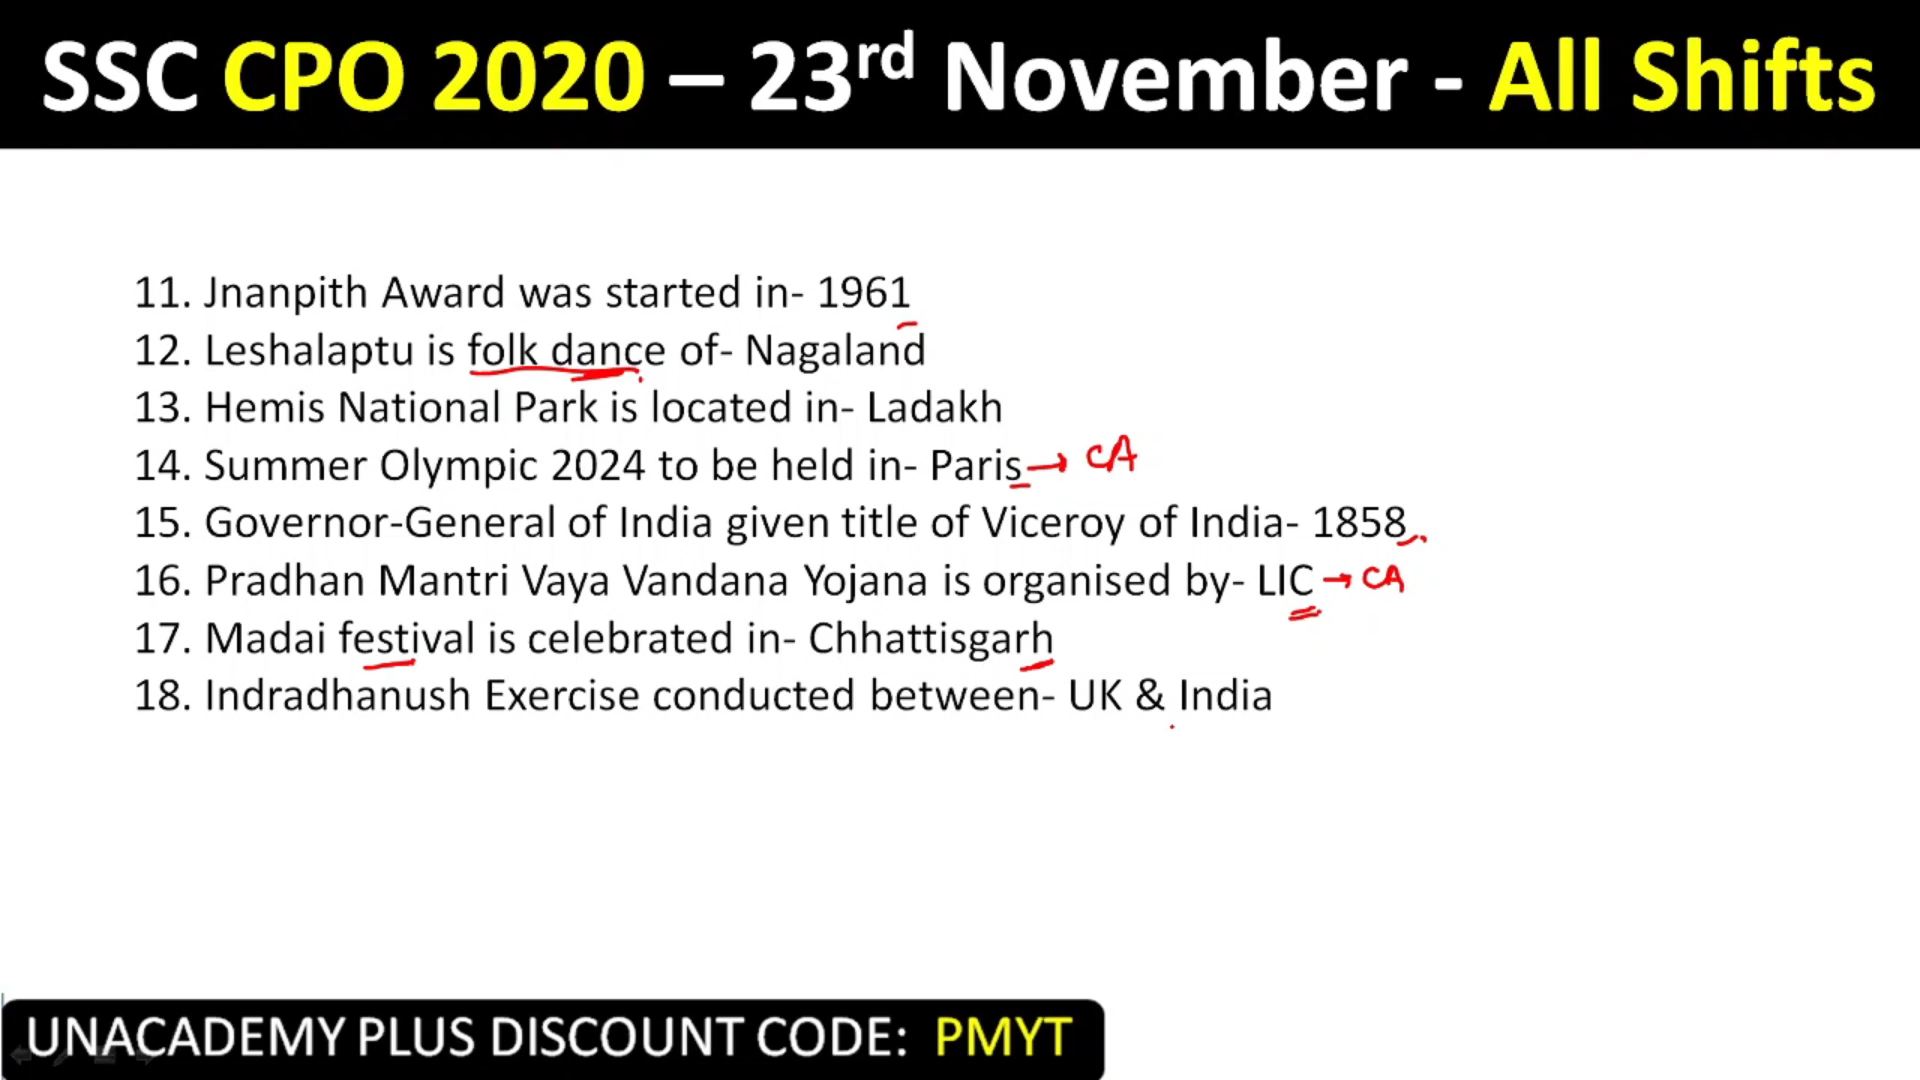 SSC CPO 2020 – 23rd November - All Shifts
11. Jnanpith Award was started in- 1961
12. Leshalaptu is folk dance of- Nagaland
13. Hemis National Park is located in- Ladakh
14. Summer Olympic 2024 to be held in- Paris → CA
15. Governor-General of India given title of Viceroy of India- 1858
16. Pradhan Mantri Vaya Vandana Yojana is organised by- LIC → CA
17. Madai festival is celebrated in- Chhattisgarh
18. Indradhanush Exercise conducted between- UK & India
UNACADEMY PLUS DISCOUNT CODE: PMYT